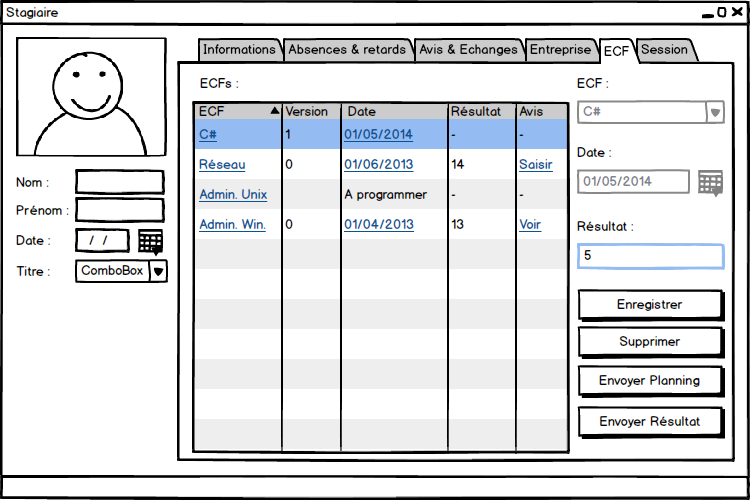 Stagiaire
Informations Absences & retards Avis & Echanges Entreprise ECF Session
Nom :
Prénom :
Date : / /
Titre : ComboBox
ECFs :
ECF Version Date Résultat Avis
C# 1 01/05/2014 - -
Réseau 0 01/06/2013 14 Saisir
Admin. Unix A programmer - -
Admin. Win. 0 01/04/2013 13 Voir
ECF :
C#
Date :
01/05/2014
Résultat :
5
Enregistrer
Supprimer
Envoyer Planning
Envoyer Résultat